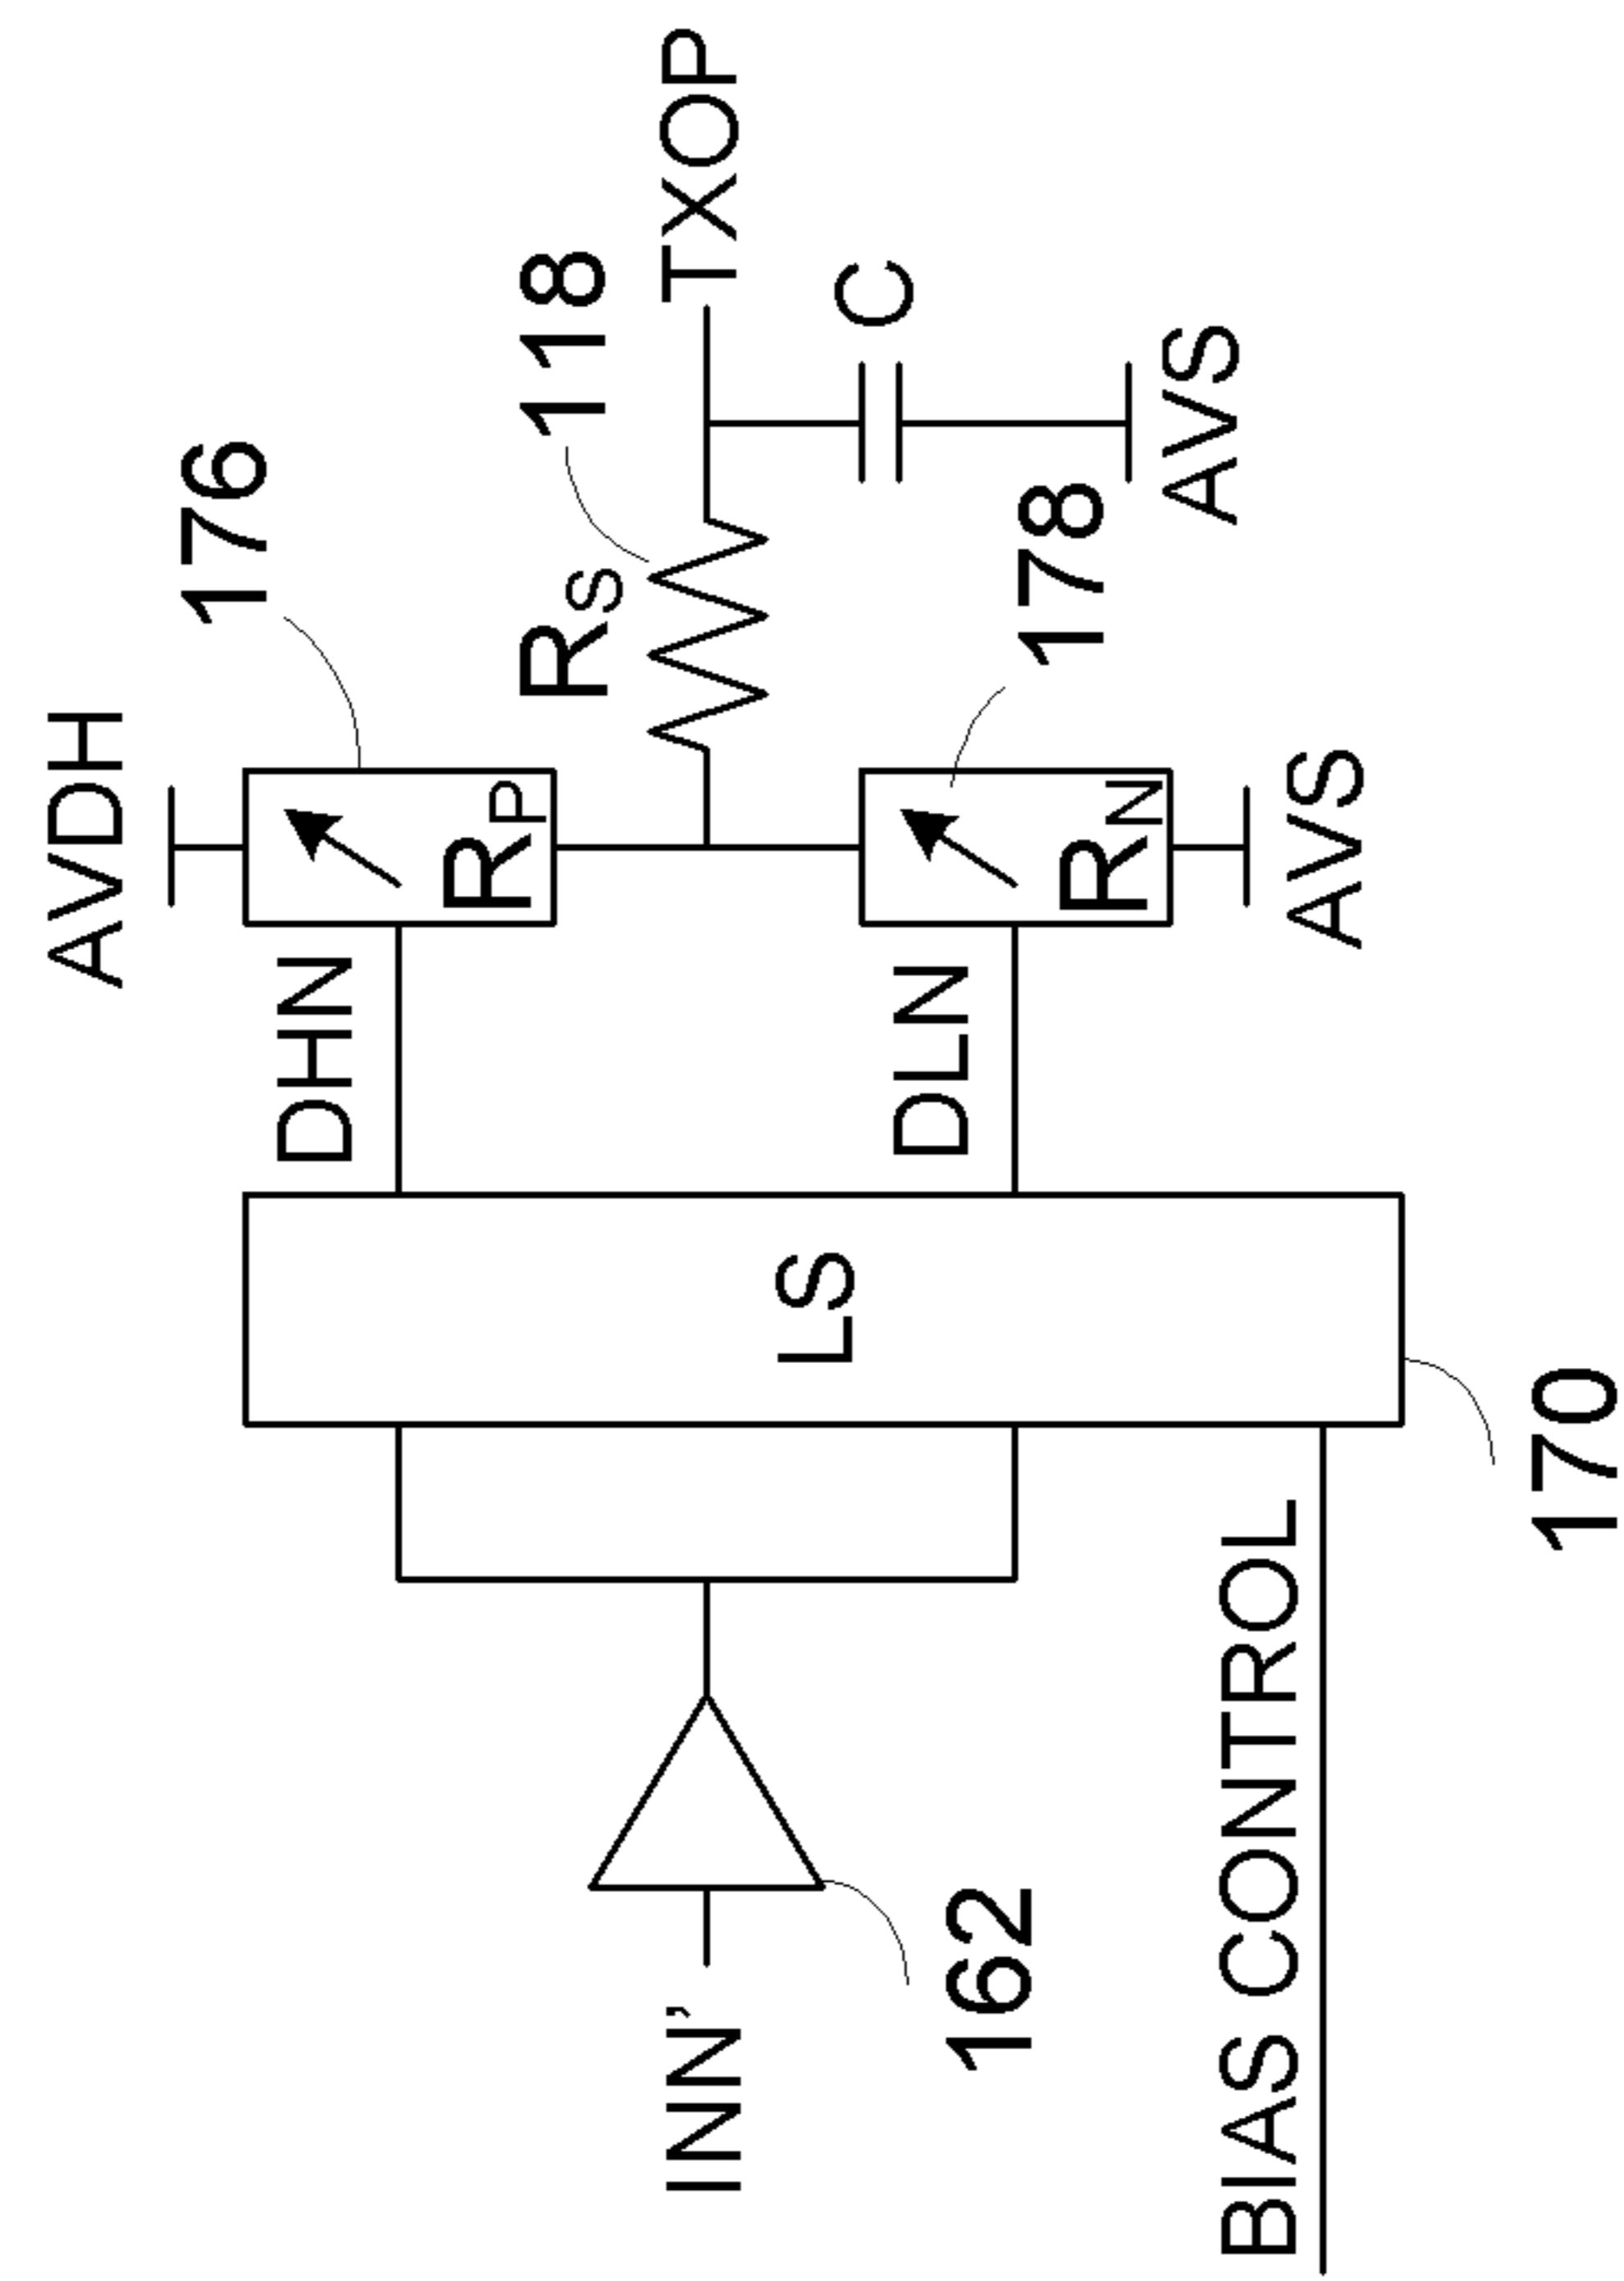 AVDH
176
DHN
RP
RS
118
INN’
LS
TXOP
162
DLN
RN
178
C
BIAS CONTROL
AVS
AVS
170